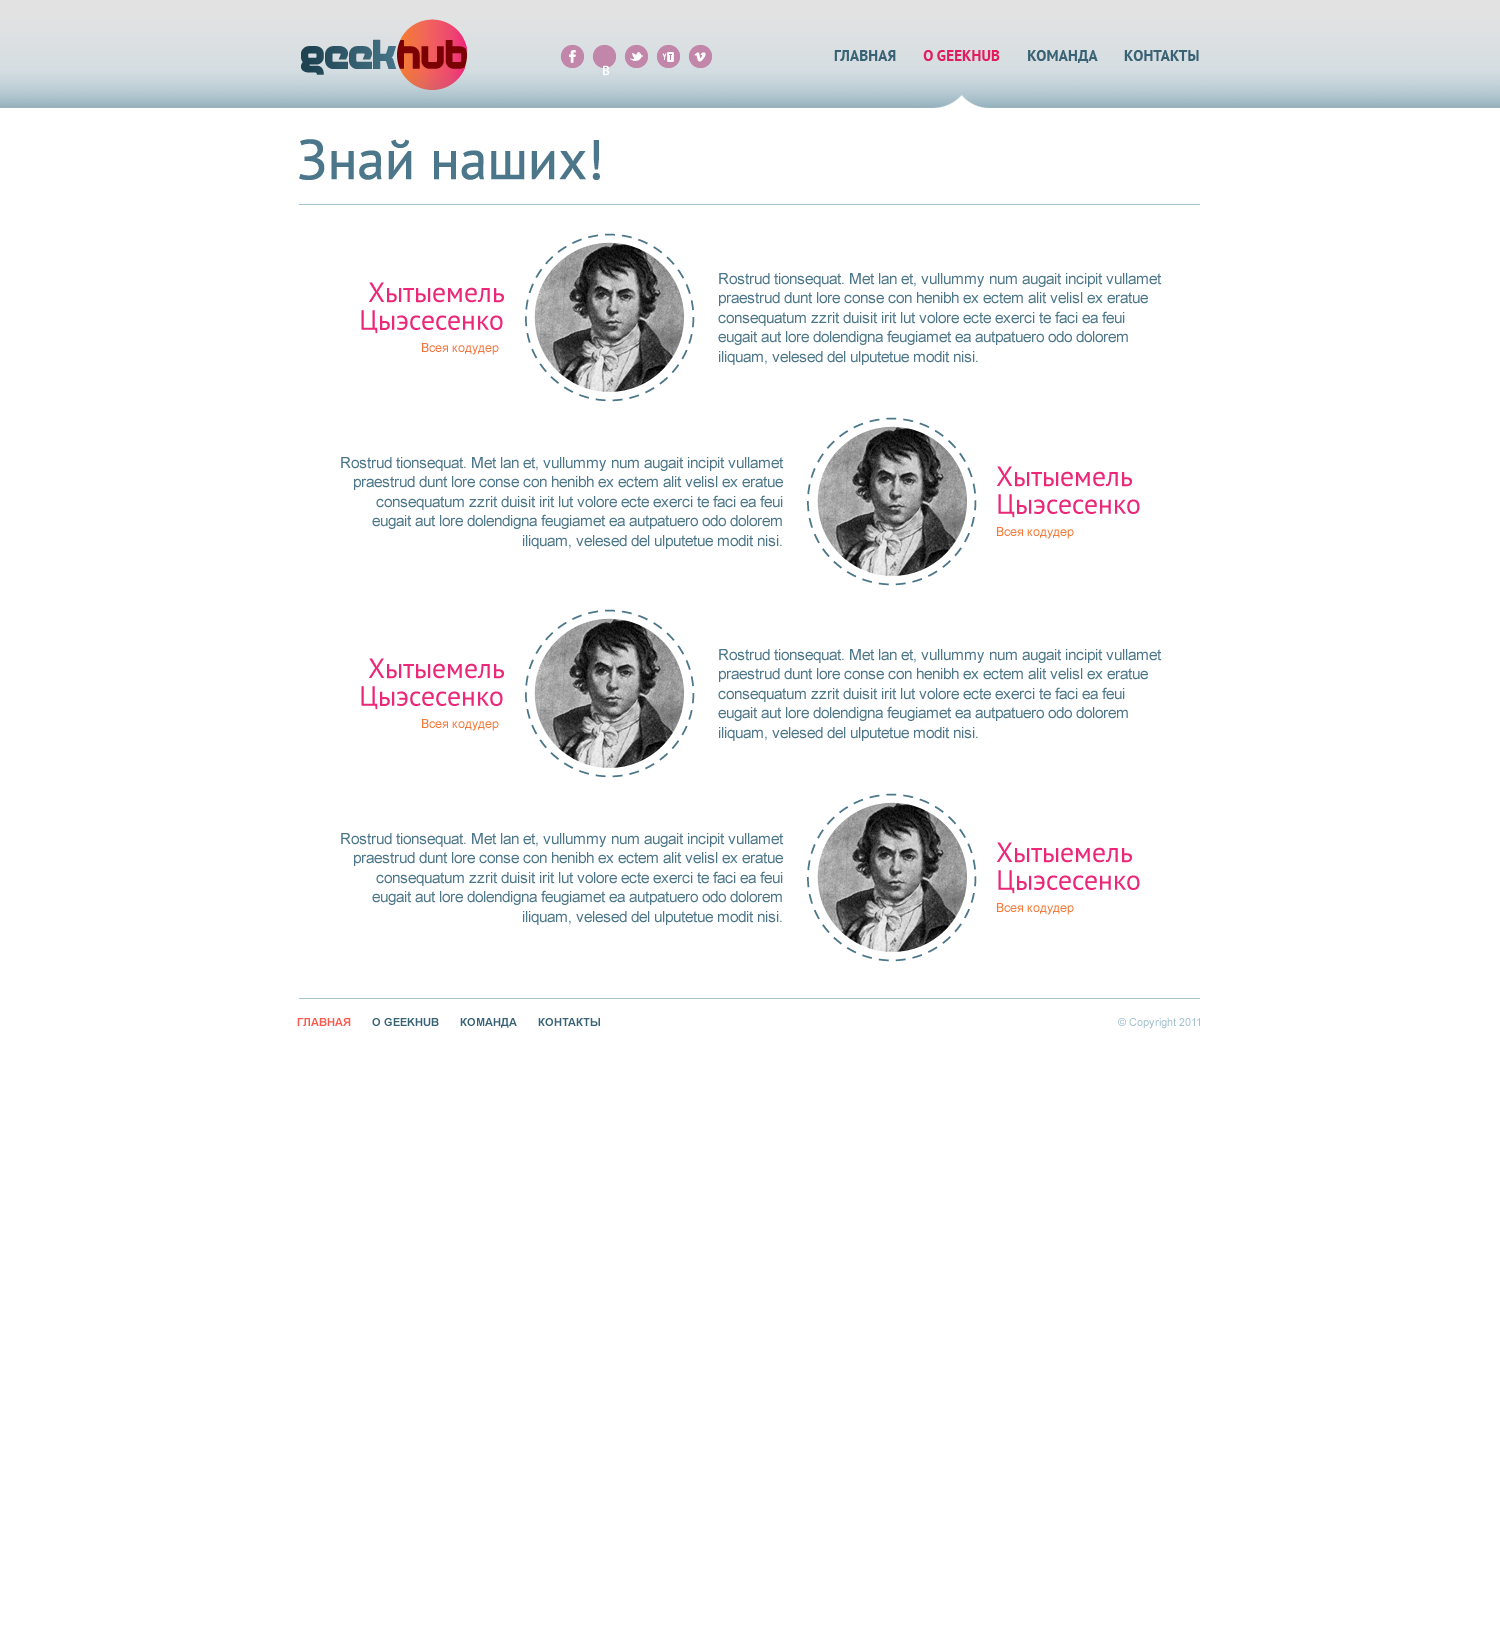 geekhub
B
ГЛАВНАЯ О GEEKHUB КОМАНДА КОНТАКТЫ
Знай наших!
Хытыемель
Цыэсесенко
Всея кодудер
Rostrud tionsequat. Met lan et, vullummy num augait incipit vullamet
praestrud dunt lore conse con henibh ex ectem alit velisl ex eratue
consequatum zzrit duisit irit lut volore ecte exerci te faci ea feui
eugait aut lore dolendigna feugiamet ea autpatuero odo dolorem
iliquam, velesed del ulputetue modit nisi.
Rostrud tionsequat. Met lan et, vullummy num augait incipit vullamet
praestrud dunt lore conse con henibh ex ectem alit velisl ex eratue
consequatum zzrit duisit irit lut volore ecte exerci te faci ea feui
eugait aut lore dolendigna feugiamet ea autpatuero odo dolorem
iliquam, velesed del ulputetue modit nisi.
Хытыемель
Цыэсесенко
Всея кодудер
Хытыемель
Цыэсесенко
Всея кодудер
Rostrud tionsequat. Met lan et, vullummy num augait incipit vullamet
praestrud dunt lore conse con henibh ex ectem alit velisl ex eratue
consequatum zzrit duisit irit lut volore ecte exerci te faci ea feui
eugait aut lore dolendigna feugiamet ea autpatuero odo dolorem
iliquam, velesed del ulputetue modit nisi.
Rostrud tionsequat. Met lan et, vullummy num augait incipit vullamet
praestrud dunt lore conse con henibh ex ectem alit velisl ex eratue
consequatum zzrit duisit irit lut volore ecte exerci te faci ea feui
eugait aut lore dolendigna feugiamet ea autpatuero odo dolorem
iliquam, velesed del ulputetue modit nisi.
Хытыемель
Цыэсесенко
Всея кодудер
ГЛАВНАЯ О GEEKHUB КОМАНДА КОНТАКТЫ
© Copyright 2011